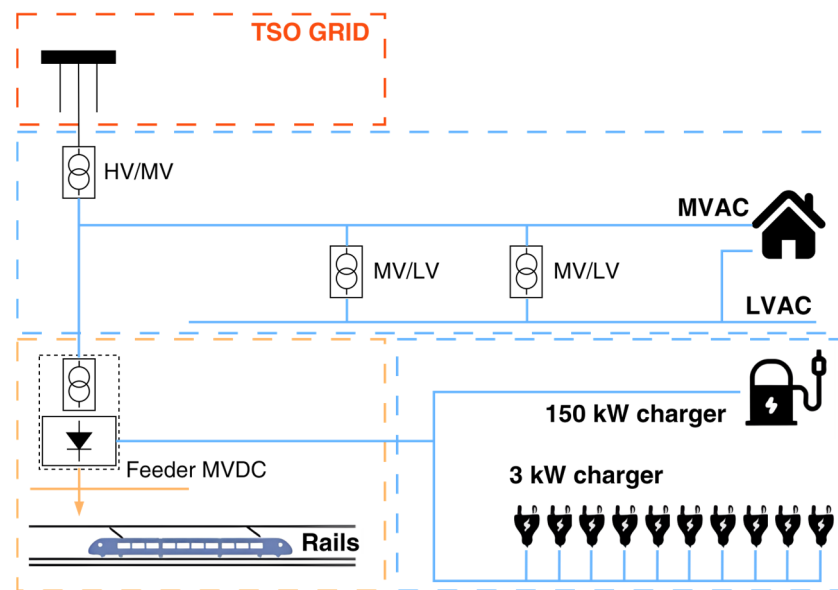 TSO GRID
HV/MV
MVAC
MV/LV
MV/LV
LVAC
150 kW charger
Feeder MVDC
3 kW charger
Rails